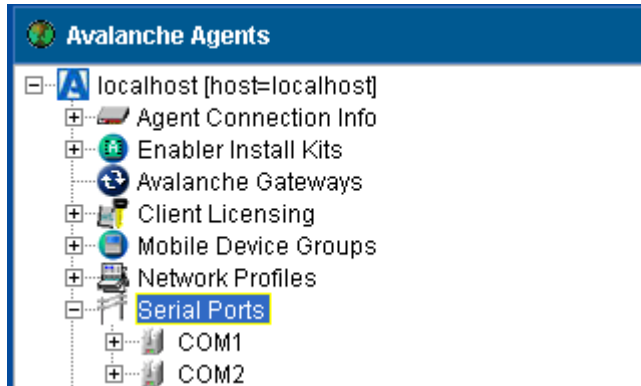 Avalanche Agents
localhost [host=localhost]
Agent Connection Info
Enabler Install Kits
Avalanche Gateways
Client Licensing
Mobile Device Groups
Network Profiles
Serial Ports
COM1
COM2